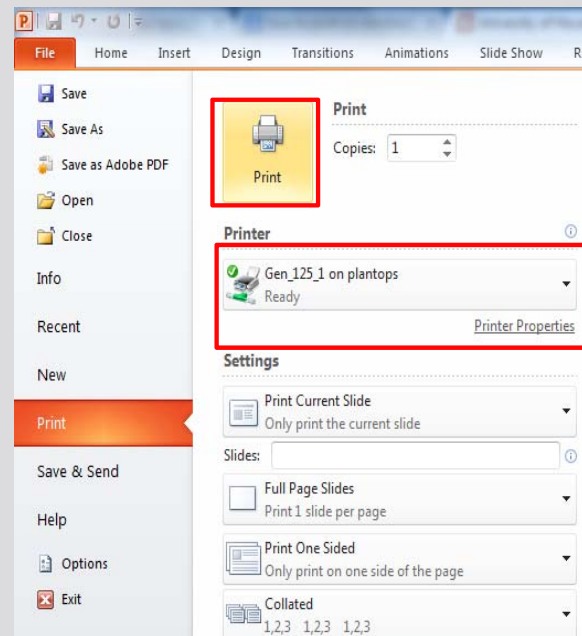 File Home Insert Design Transitions Animations Slide Show R
Save
Save As
Save as Adobe PDF
Open
Close
Info
Recent
New
Print
Save & Send
Help
Options
Exit
Print
Print
Copies: 1
Printer
Gen_125_1 on plantops
Ready
Printer Properties
Settings
Print Current Slide
Only print the current slide
Slides:
Full Page Slides
Print 1 slide per page
Print One Sided
Only print on one side of the page
Collated
1,2,3 1,2,3 1,2,3